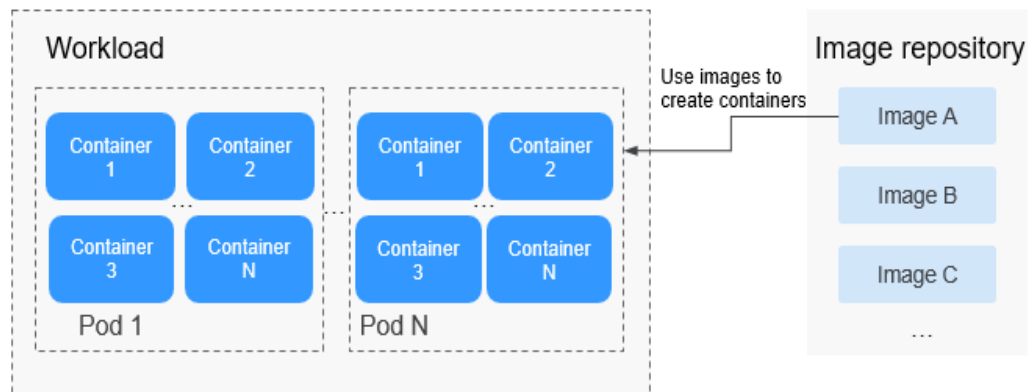 Workload
Image repository
Use images to
create containers
Container
1
Container
2
...
Container
3
Container
N
Pod 1
...
Container
1
Container
2
...
Container
3
Container
N
Pod N
Image A
Image B
Image C
...